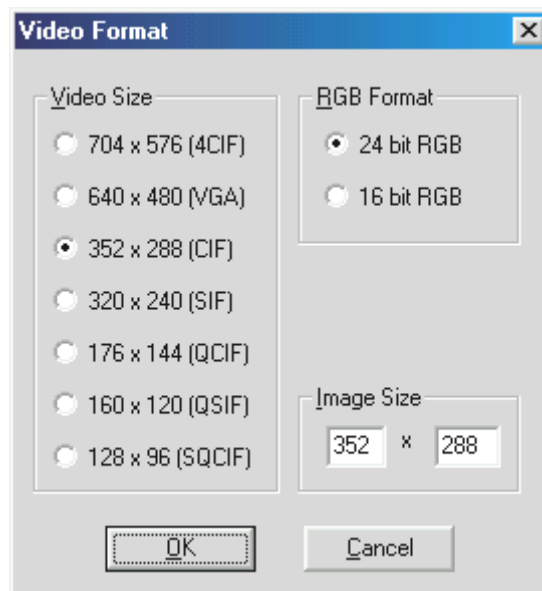 Video Format
Video Size
704 x 576 (4CIF)
640 x 480 (VGA)
352 x 288 (CIF)
320 x 240 (SIF)
176 x 144 (QCIF)
160 x 120 (QSIF)
128 x 96 (SQCIF)
RGB Format
24 bit RGB
16 bit RGB
Image Size
352 x 288
OK Cancel